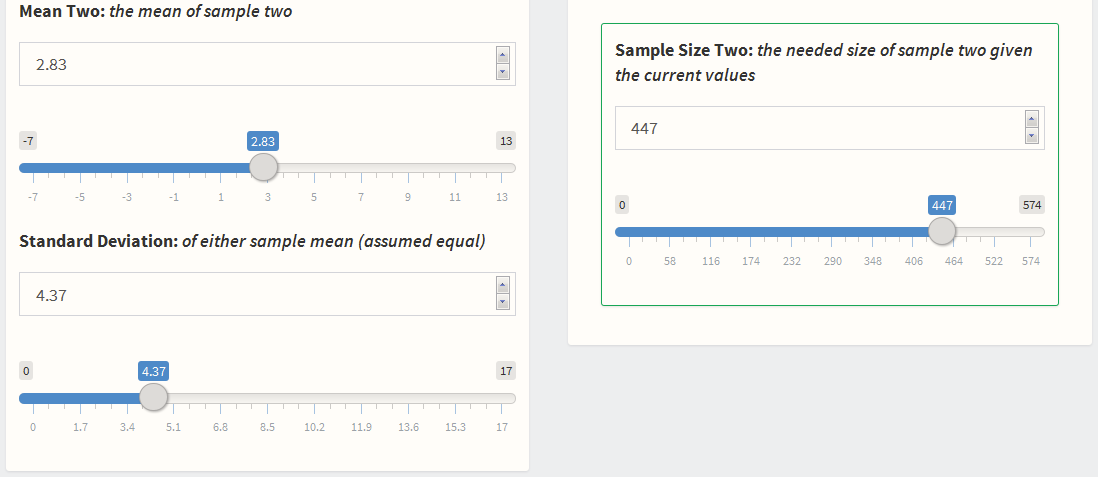 Mean Two: the mean of sample two
2.83
-7 2.83 13
-7 -5 -3 -1 1 3 5 7 9 11 13
Standard Deviation: of either sample mean (assumed equal)
4.37
0 4.37 17
0 1.7 3.4 5.1 6.8 8.5 10.2 11.9 13.6 15.3 17
Sample Size Two: the needed size of sample two given
the current values
447
0 447 574
0 58 116 174 232 290 348 406 464 522 574